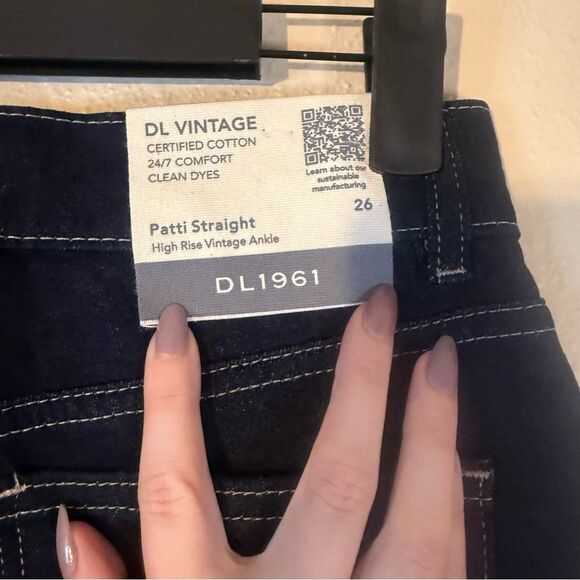 DL VINTAGE
CERTIFIED COTTON
24/7 COMFORT
CLEAN DYES
Learn about our
sustainable
manufacturing
26
Patti Straight
High Rise Vintage Ankle
DL1961